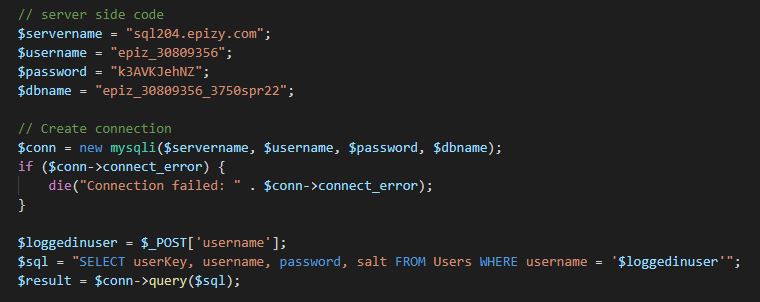 // server side code
$servername = "sql204.epizy.com";
$username = "epiz_30809356";
$password = "k3AVKJehNZ";
$dbname = "epiz_30809356_3750spr22";
// Create connection
$conn = new mysqli($servername, $username, $password, $dbname);
if ($conn->connect_error) {
die("Connection failed: " . $conn->connect_error);
}
$loggedinuser = $_POST['username'];
$sql = "SELECT userKey, username, password, salt FROM Users WHERE username = '$loggedinuser'";
$result = $conn->query($sql);